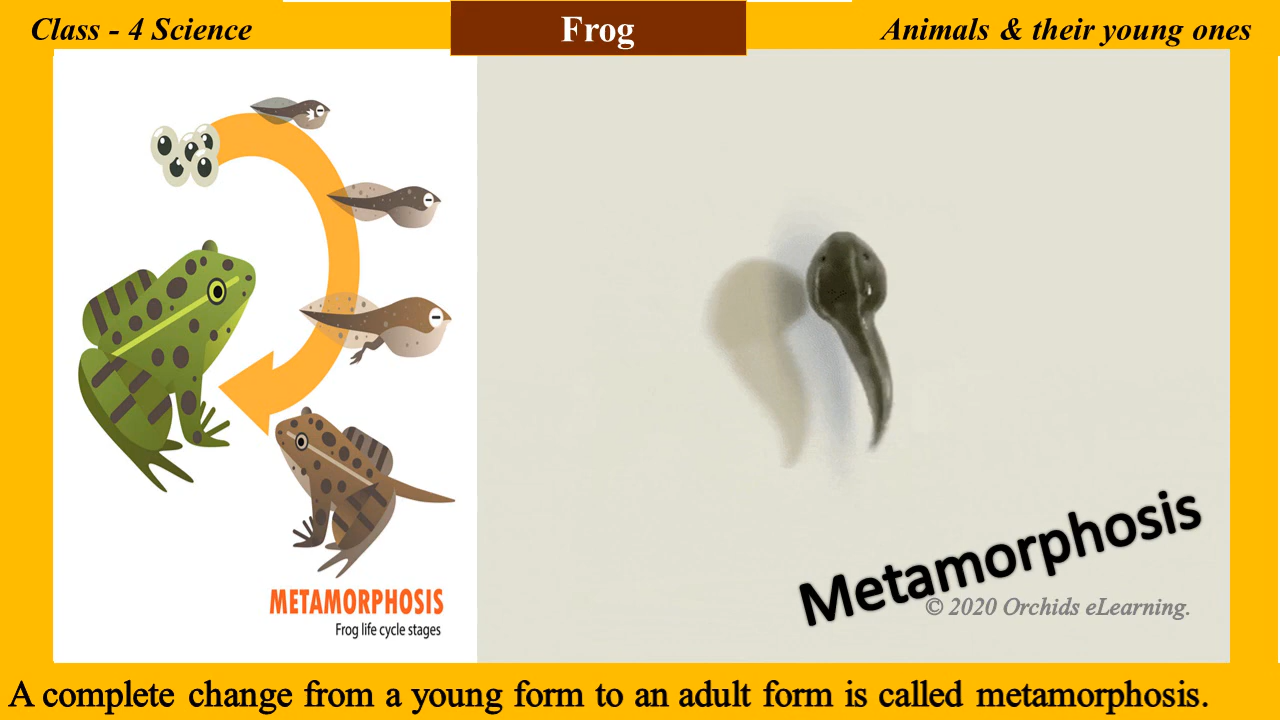 Class - 4 Science
Frog
Animals & their young ones
METAMORPHOSIS
Frog life cycle stages
Metamorphosis
© 2020 Orchids eLearning.
A complete change from a young form to an adult form is called metamorphosis.